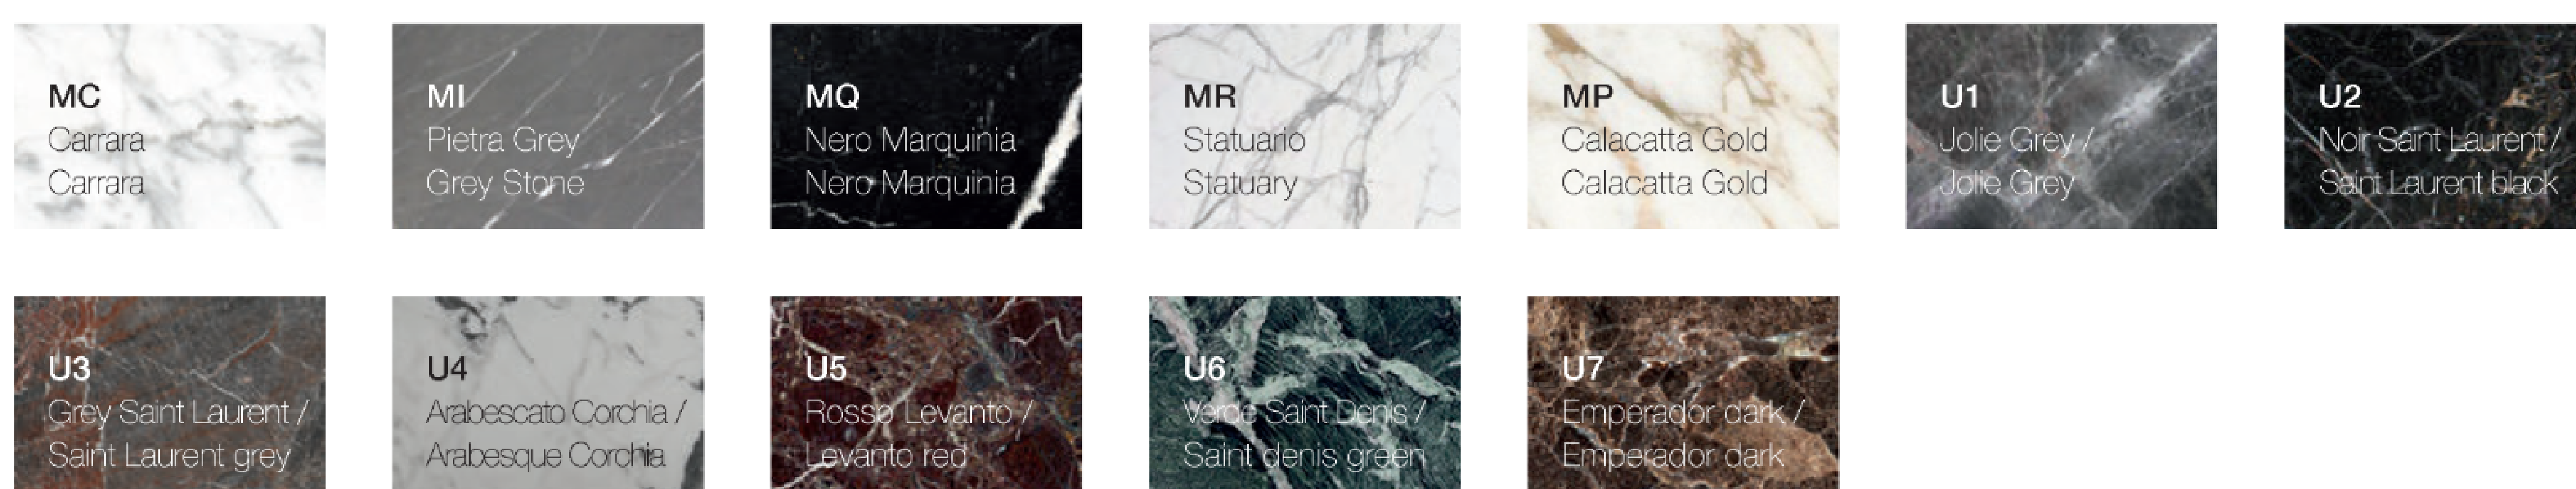 MC
Carrara
Carrara
MI
Pietra Grey
Grey Stone
MQ
Nero Marquinia
Nero Marquinia
MR
Statuario
Statuary
MP
Calacatta Gold
Calacatta Gold
U1
Jolie Grey /
Jolie Grey
U2
Noir Saint Laurent /
Saint Laurent black
U3
Grey Saint Laurent /
Saint Laurent grey
U4
Arabescato Corchia /
Arabesque Corchia
U5
Rosso Levanto /
Levanto red
U6
Verde Saint Denis /
Saint denis green
U7
Emperador dark /
Emperador dark